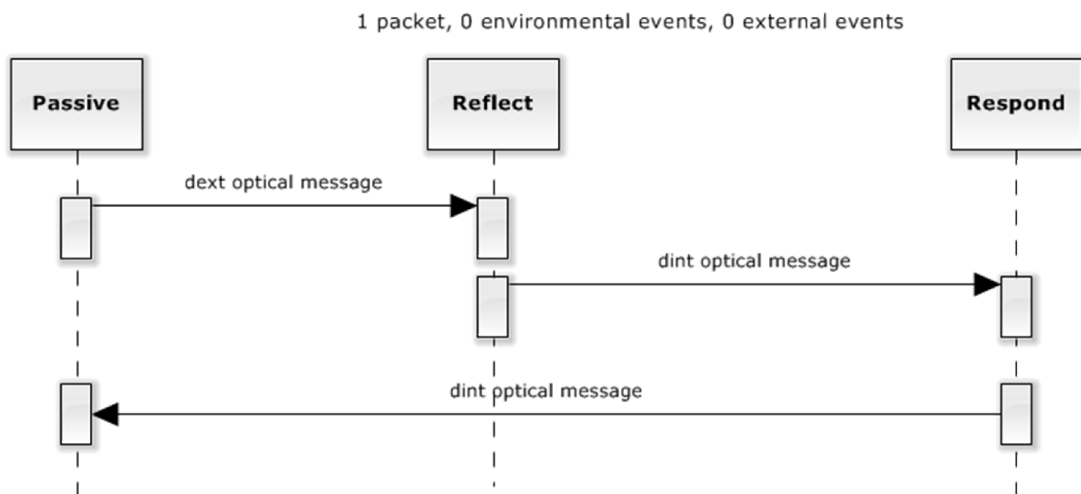 1 packet, 0 environmental events, 0 external events
Passive
Reflect
Respond
dext optical message
dint optical message
dint optical message